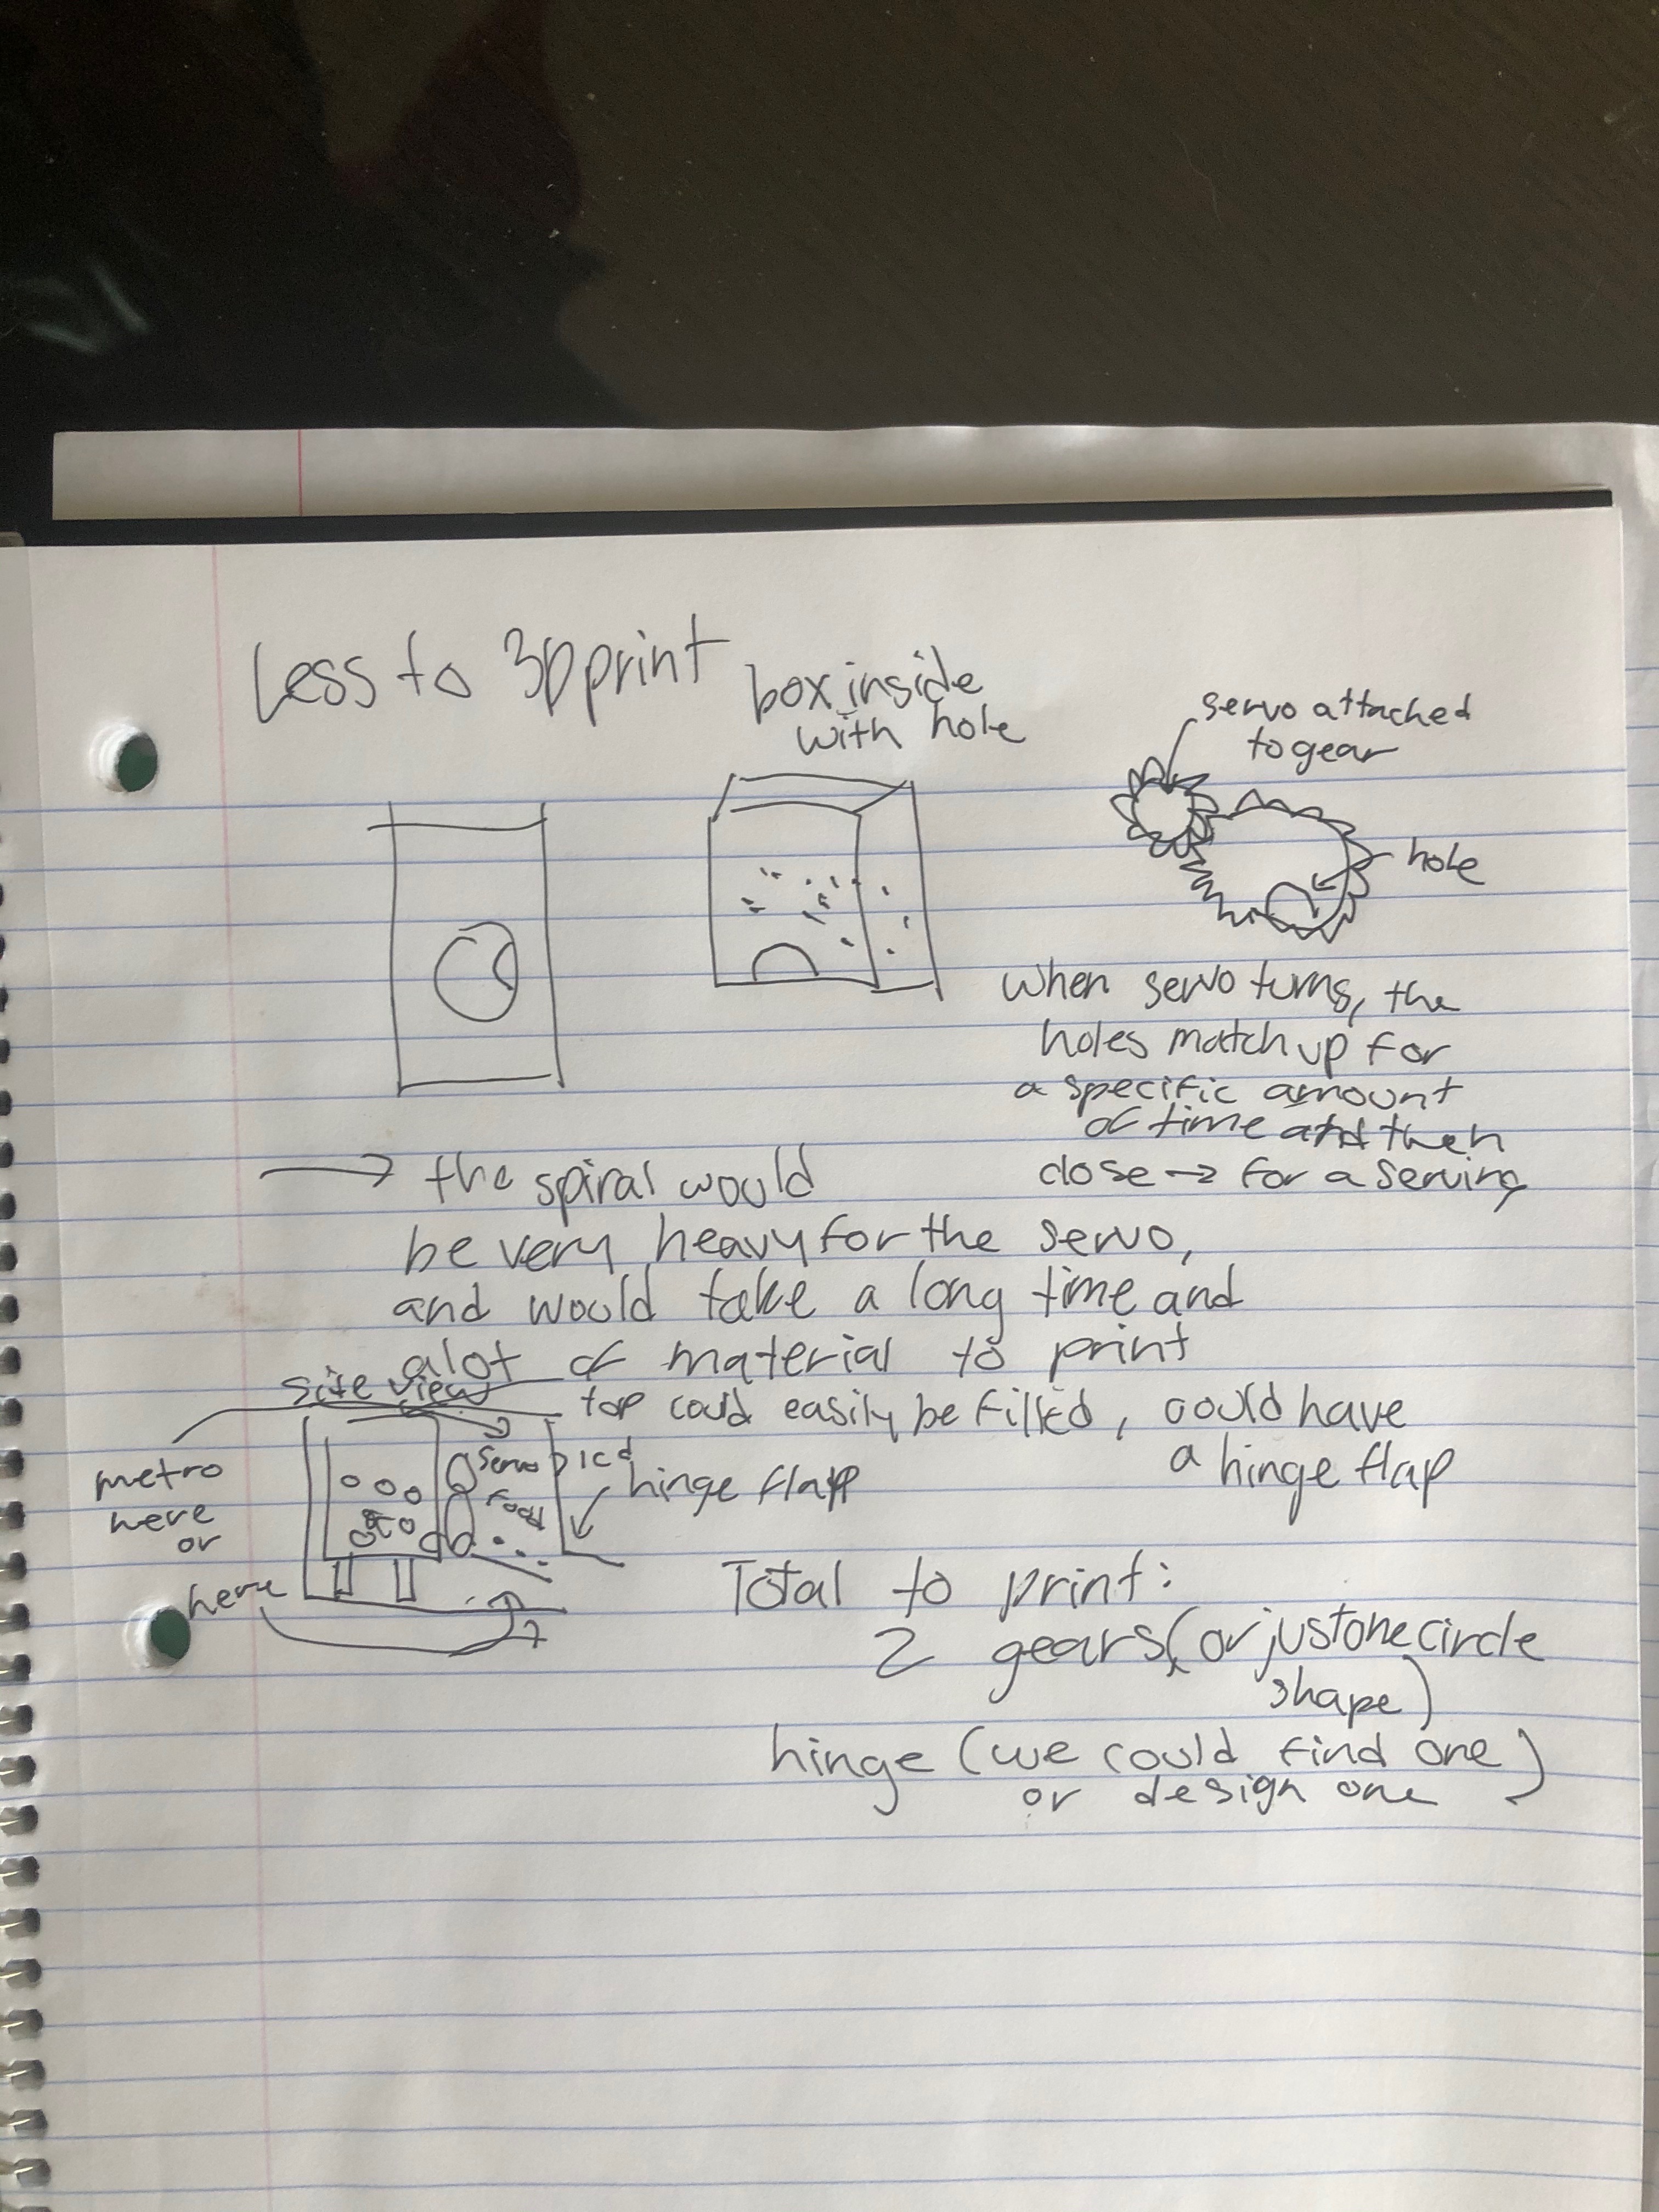 Less to 3D print
box inside
with hole
servo attached
to gear
hole
when servo turns, the
holes match up for
a specific amount
of time and then
close → for a serving
→ the spiral would
be very heavy for the servo,
and would take a long time and
alot of material to print
top could easily be filled, could have
a hinge flap
site view
metro
here
or
here
servo
lcd
food
hinge flap
Total to print:
2 gears (or just one circle
shape)
hinge (we could find one)
or design one